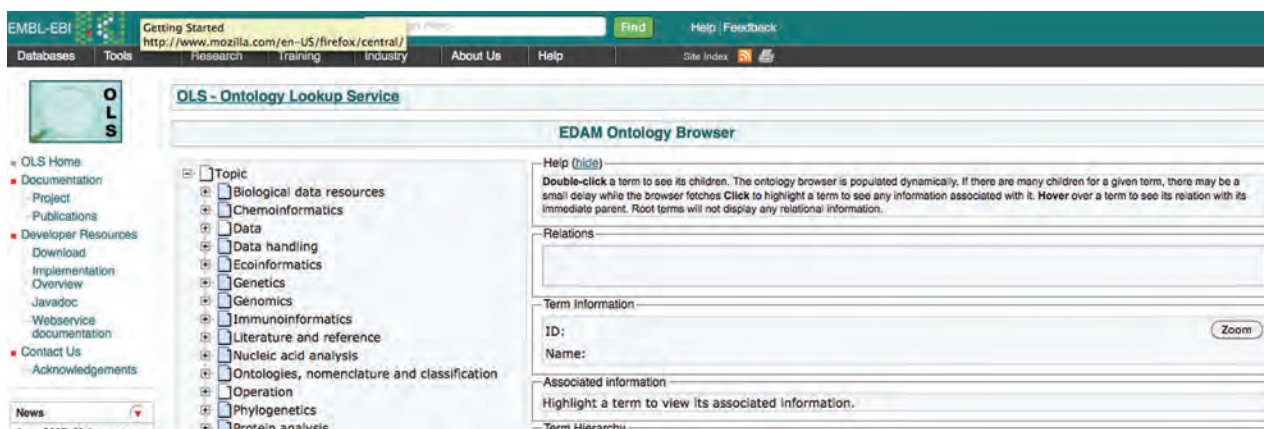 EMBL-EBI
Getting Started
http://www.mozilla.com/en-US/firefox/central/
Find
Help Feedback
Databases Tools Research Training Industry About Us Help Site Index
OLS
OLS - Ontology Lookup Service
EDAM Ontology Browser
OLS Home
Documentation
Project
Publications
Developer Resources
Download
Implementation
Overview
Javadoc
Webservice
documentation
Contact Us
Acknowledgements
News
Topic
Biological data resources
Chemoinformatics
Data
Data handling
Ecoinformatics
Genetics
Genomics
Immunoinformatics
Literature and reference
Nucleic acid analysis
Ontologies, nomenclature and classification
Operation
Phylogenetics
Protein analysis
Help (hide)
Double-click a term to see its children. The ontology browser is populated dynamically. If there are many children for a given term, there may be a
small delay while the browser fetches Click to highlight a term to see any information associated with it. Hover over a term to see its relation with its
immediate parent. Root terms will not display any relational information.
Relations
Term Information
ID:
Zoom
Name:
Associated information
Highlight a term to view its associated information.
Term Hierarchy